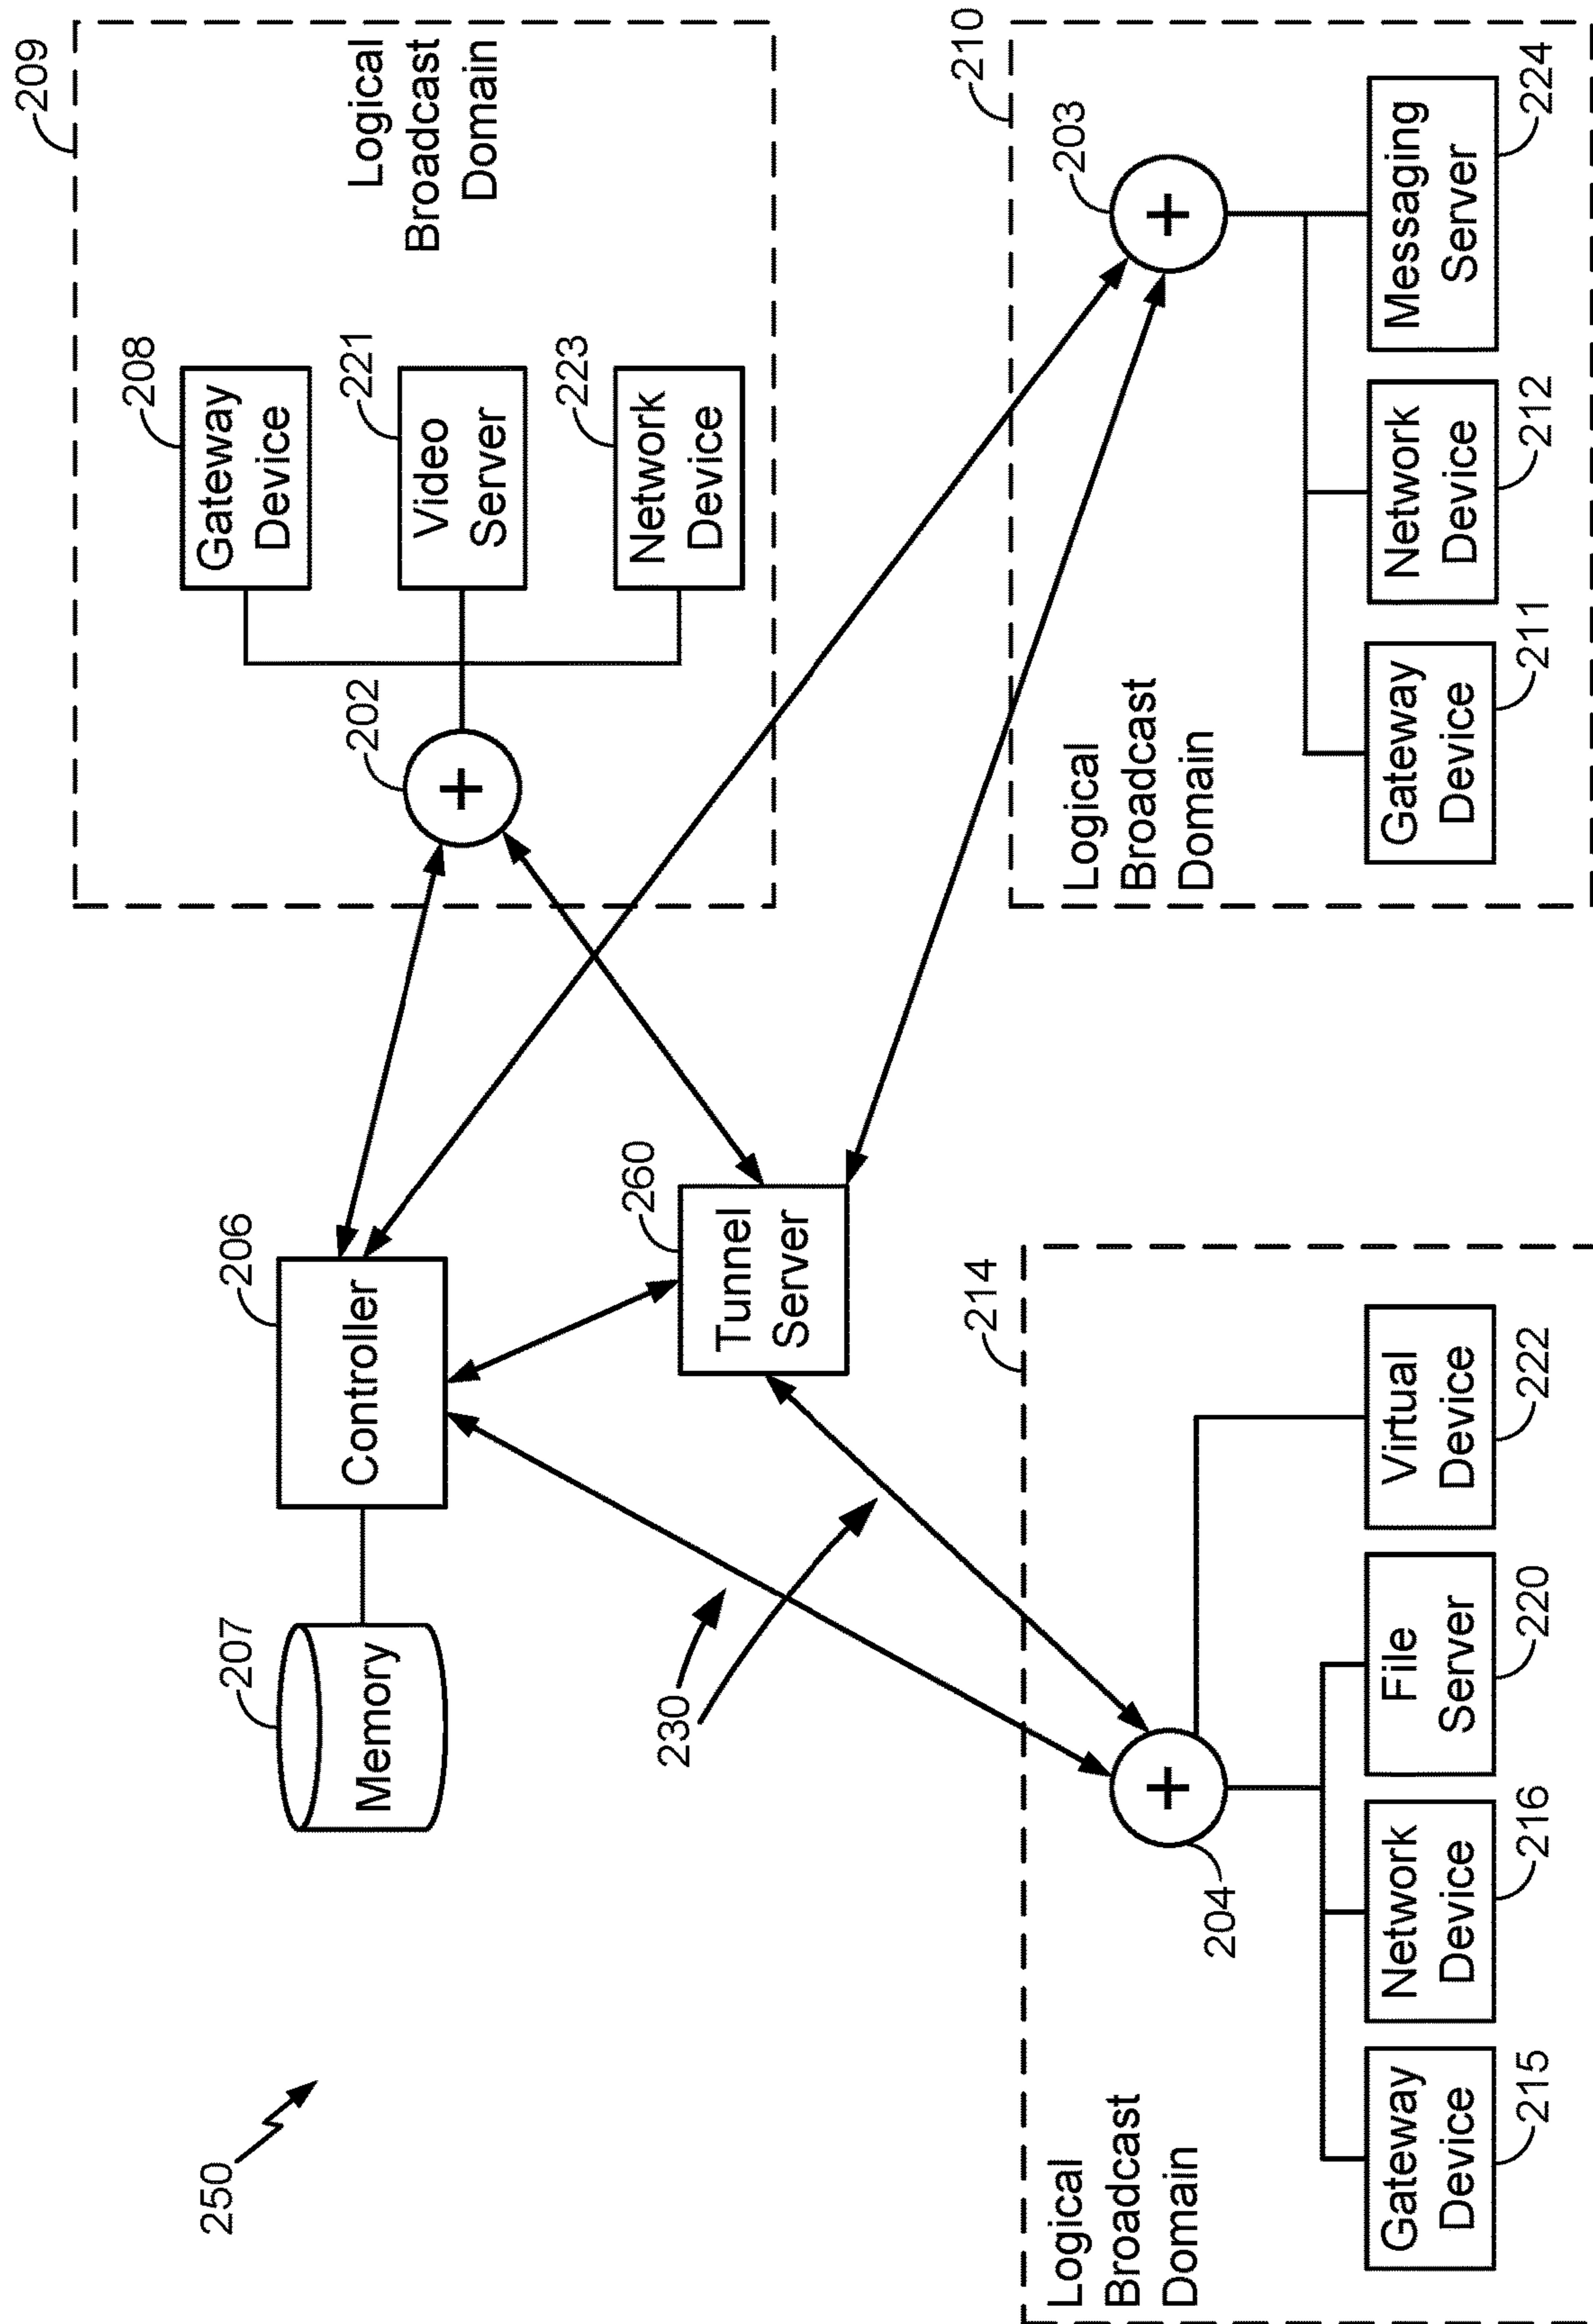 250
207
Memory
206
Controller
230
260
Tunnel
Server
209
Logical
Broadcast
Domain
202
208
Gateway
Device
221
Video
Server
223
Network
Device
214
Logical
Broadcast
Domain
204
Gateway
Device
215
Network
Device
216
File
Server
220
Virtual
Device
222
210
Logical
Broadcast
Domain
203
Gateway
Device
211
Network
Device
212
Messaging
Server
224